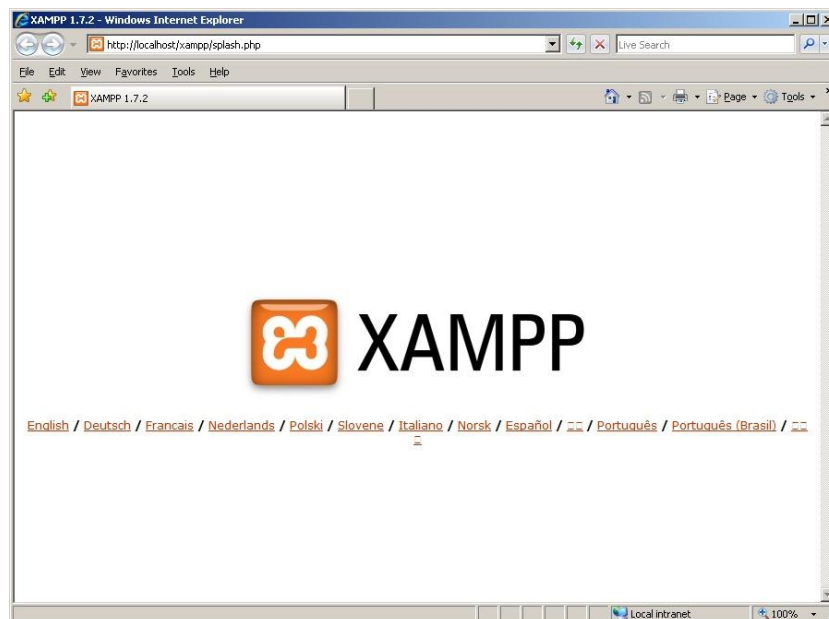 XAMPP 1.7.2 - Windows Internet Explorer
http://localhost/xampp/splash.php Live Search
File Edit View Favorites Tools Help
XAMPP 1.7.2 Page Tools
XAMPP
English / Deutsch / Francais / Nederlands / Polski / Slovene / Italiano / Norsk / Español / □□ / Português / Português (Brasil) / □□
□
Local intranet 100%